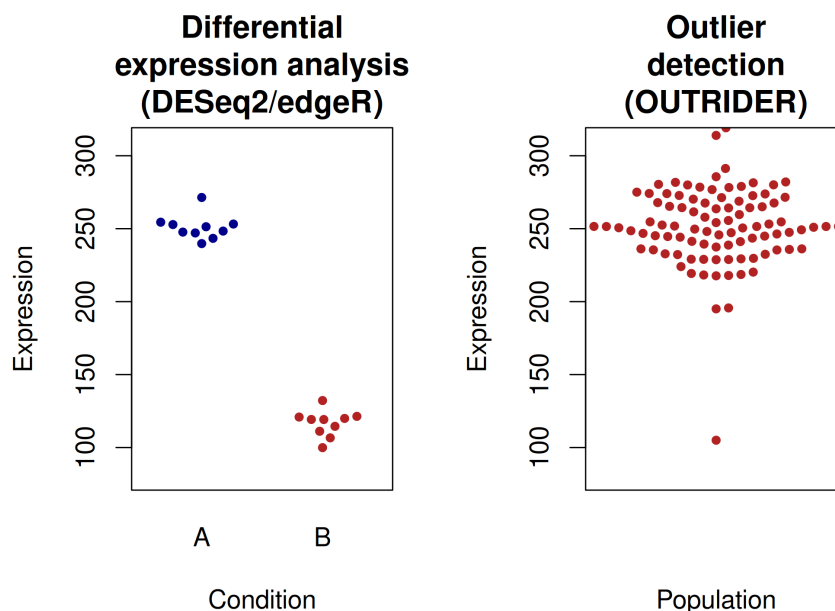 Differential
expression analysis
(DESeq2/edgeR)
Expression
300
250
200
150
100
A B
Condition
Outlier
detection
(OUTRIDER)
Expression
300
250
200
150
100
Population